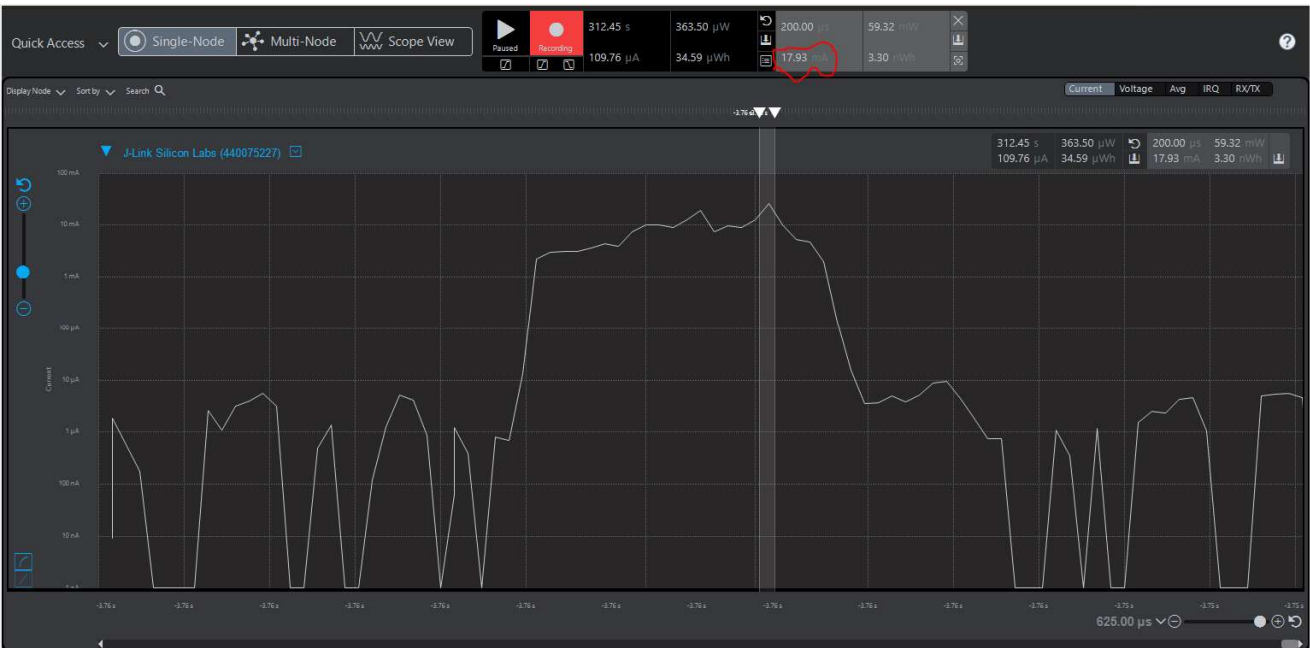 Quick Access
Single-Node
Multi-Node
Scope View
Paused
Recording
312.45 s 363.50 µW
109.76 µA 34.59 µWh
200.00 µs 59.32 mW
17.93 mA 3.30 nWh
Display Node Sort by Search
Current Voltage Avg IRQ RX/TX
J-Link Silicon Labs (440075227)
312.45 s 363.50 µW 200.00 µs 59.32 mW
109.76 µA 34.59 µWh 17.93 mA 3.30 nWh
100 mA
10 mA
1 mA
100 µA
10 µA
1 µA
100 nA
10 nA
Current
-3.76 s -3.76 s -3.76 s -3.76 s -3.76 s -3.76 s -3.76 s -3.76 s -3.76 s -3.76 s -3.76 s -3.76 s -3.75 s -3.75 s -3.75 s
625.00 µs